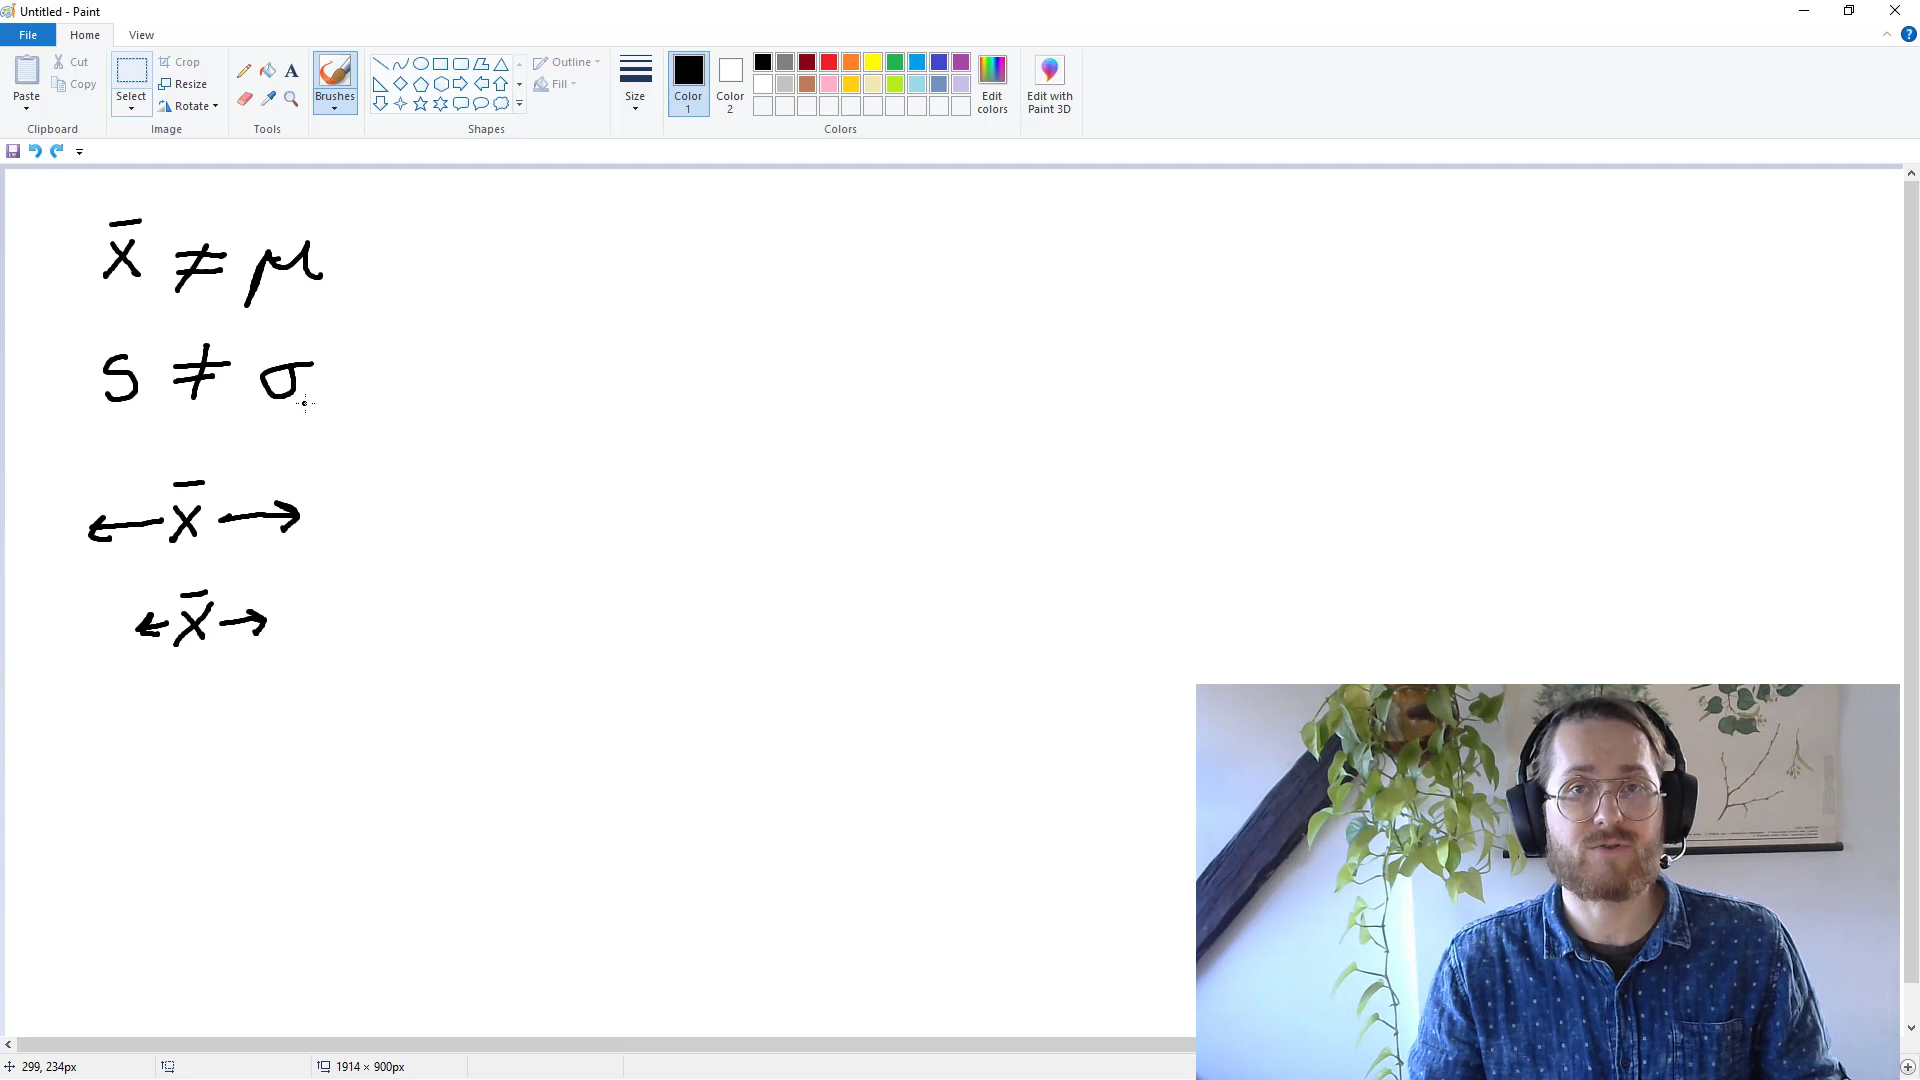 Untitled - Paint
File Home View
Paste
Cut
Copy
Clipboard
Select
Crop
Resize
Rotate
Image
Tools
Brushes
Shapes
Outline
Fill
Size
Color 1
Color 2
Colors
Edit colors
Edit with Paint 3D
x̄ ≠ μ
s ≠ σ
← x̄ →
← x̄ →
299, 234px
1914 × 900px